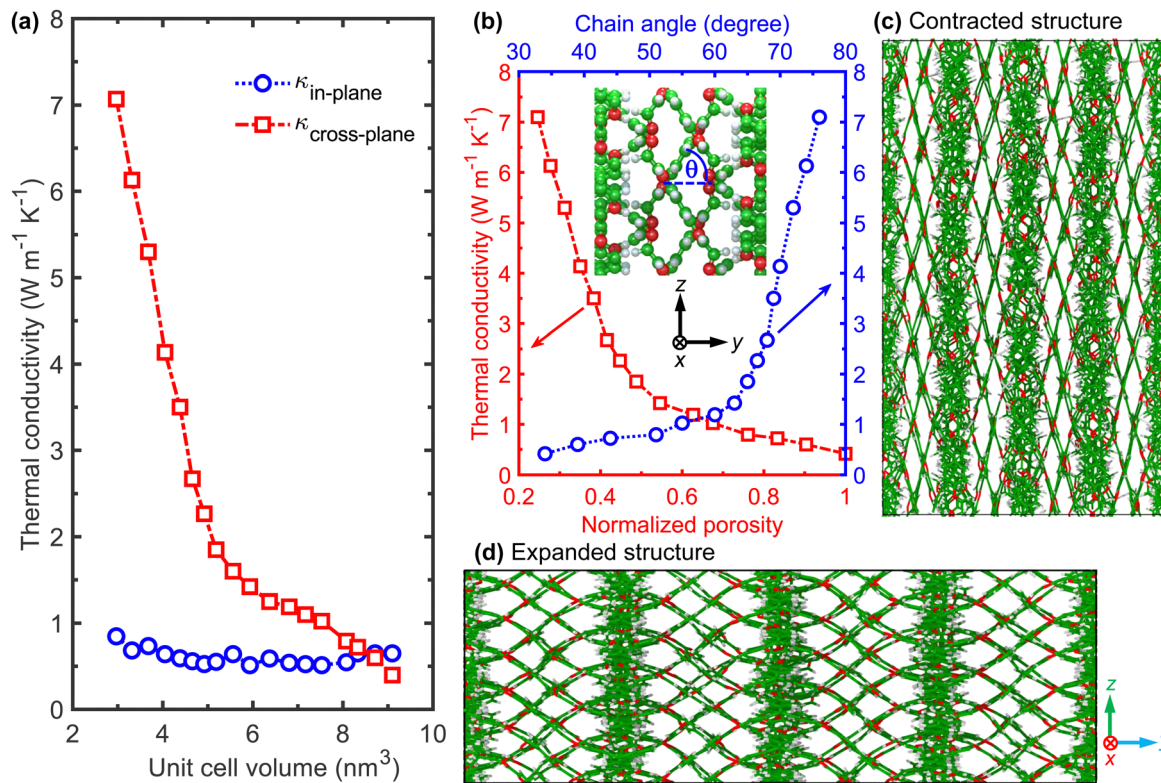 (a)
Thermal conductivity (W m⁻¹ K⁻¹)
8
7
6
5
4
3
2
1
0
2 4 6 8 10
Unit cell volume (nm³)
κin-plane
κcross-plane
(b)
Chain angle (degree)
30 40 50 60 70 80
Thermal conductivity (W m⁻¹ K⁻¹)
8
7
6
5
4
3
2
1
0
8
7
6
5
4
3
2
1
0
θ
z
y
x
0.2 0.4 0.6 0.8 1
Normalized porosity
(c) Contracted structure
(d) Expanded structure
z
x